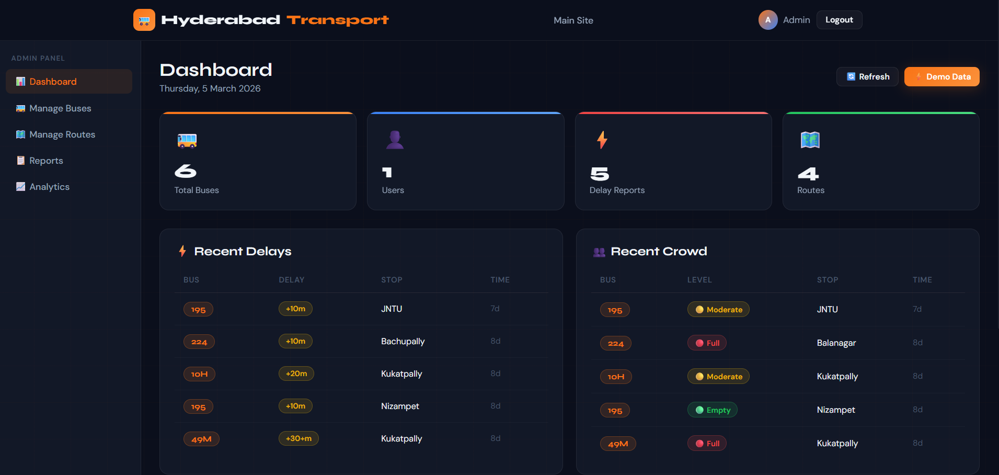 Hyderabad Transport
Main Site
A Admin Logout
ADMIN PANEL
Dashboard
Manage Buses
Manage Routes
Reports
Analytics
Dashboard
Thursday, 5 March 2026
Refresh
Demo Data
6
Total Buses
1
Users
5
Delay Reports
4
Routes
Recent Delays
BUS DELAY STOP TIME
195 +10m JNTU 7d
224 +10m Bachupally 8d
10H +20m Kukatpally 8d
195 +10m Nizampet 8d
49M +30+m Kukatpally 8d
Recent Crowd
BUS LEVEL STOP TIME
195 Moderate JNTU 7d
224 Full Balanagar 8d
10H Moderate Kukatpally 8d
195 Empty Nizampet 8d
49M Full Kukatpally 8d